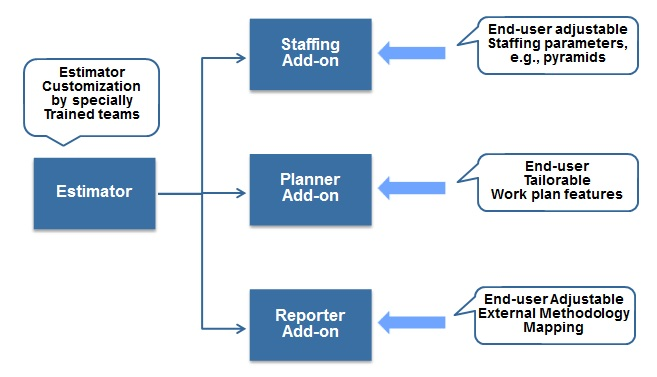 Estimator
Customization
by specially
Trained teams
Estimator
Staffing
Add-on
End-user adjustable
Staffing parameters,
e.g., pyramids
Planner
Add-on
End-user
Tailorable
Work plan features
Reporter
Add-on
End-user Adjustable
External Methodology
Mapping